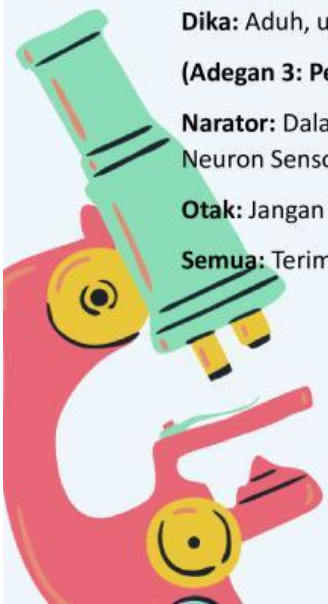 Dika: Aduh, u
(Adegan 3: Pe
Narator: Dala
Neuron Senso
Otak: Jangan
Semua: Terim